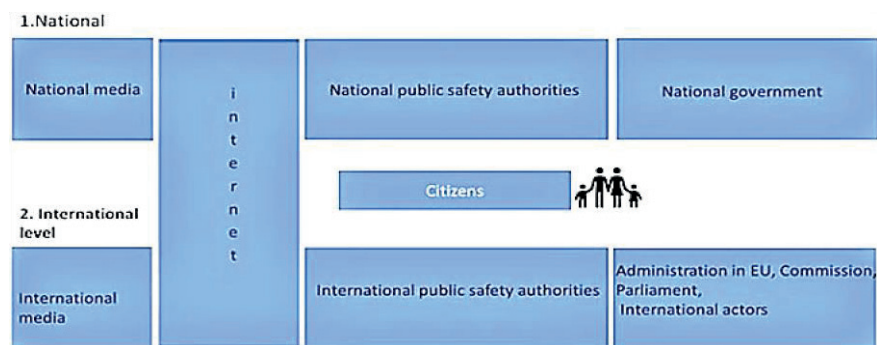 1.National
National media
internet
National public safety authorities
National government
Citizens
2. International
level
International
media
International public safety authorities
Administration in EU, Commission,
Parliament,
International actors